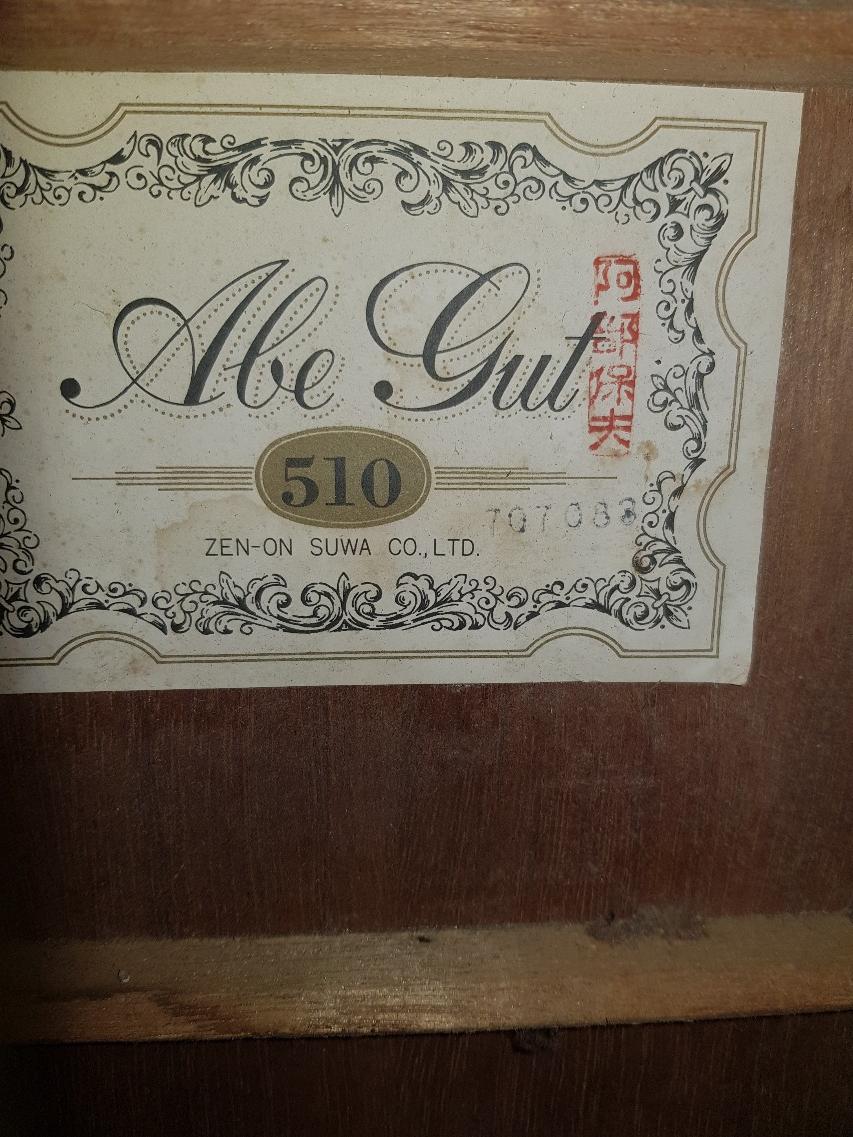 Abe Gut
阿部保夫
510
707083
ZEN-ON SUWA CO., LTD.